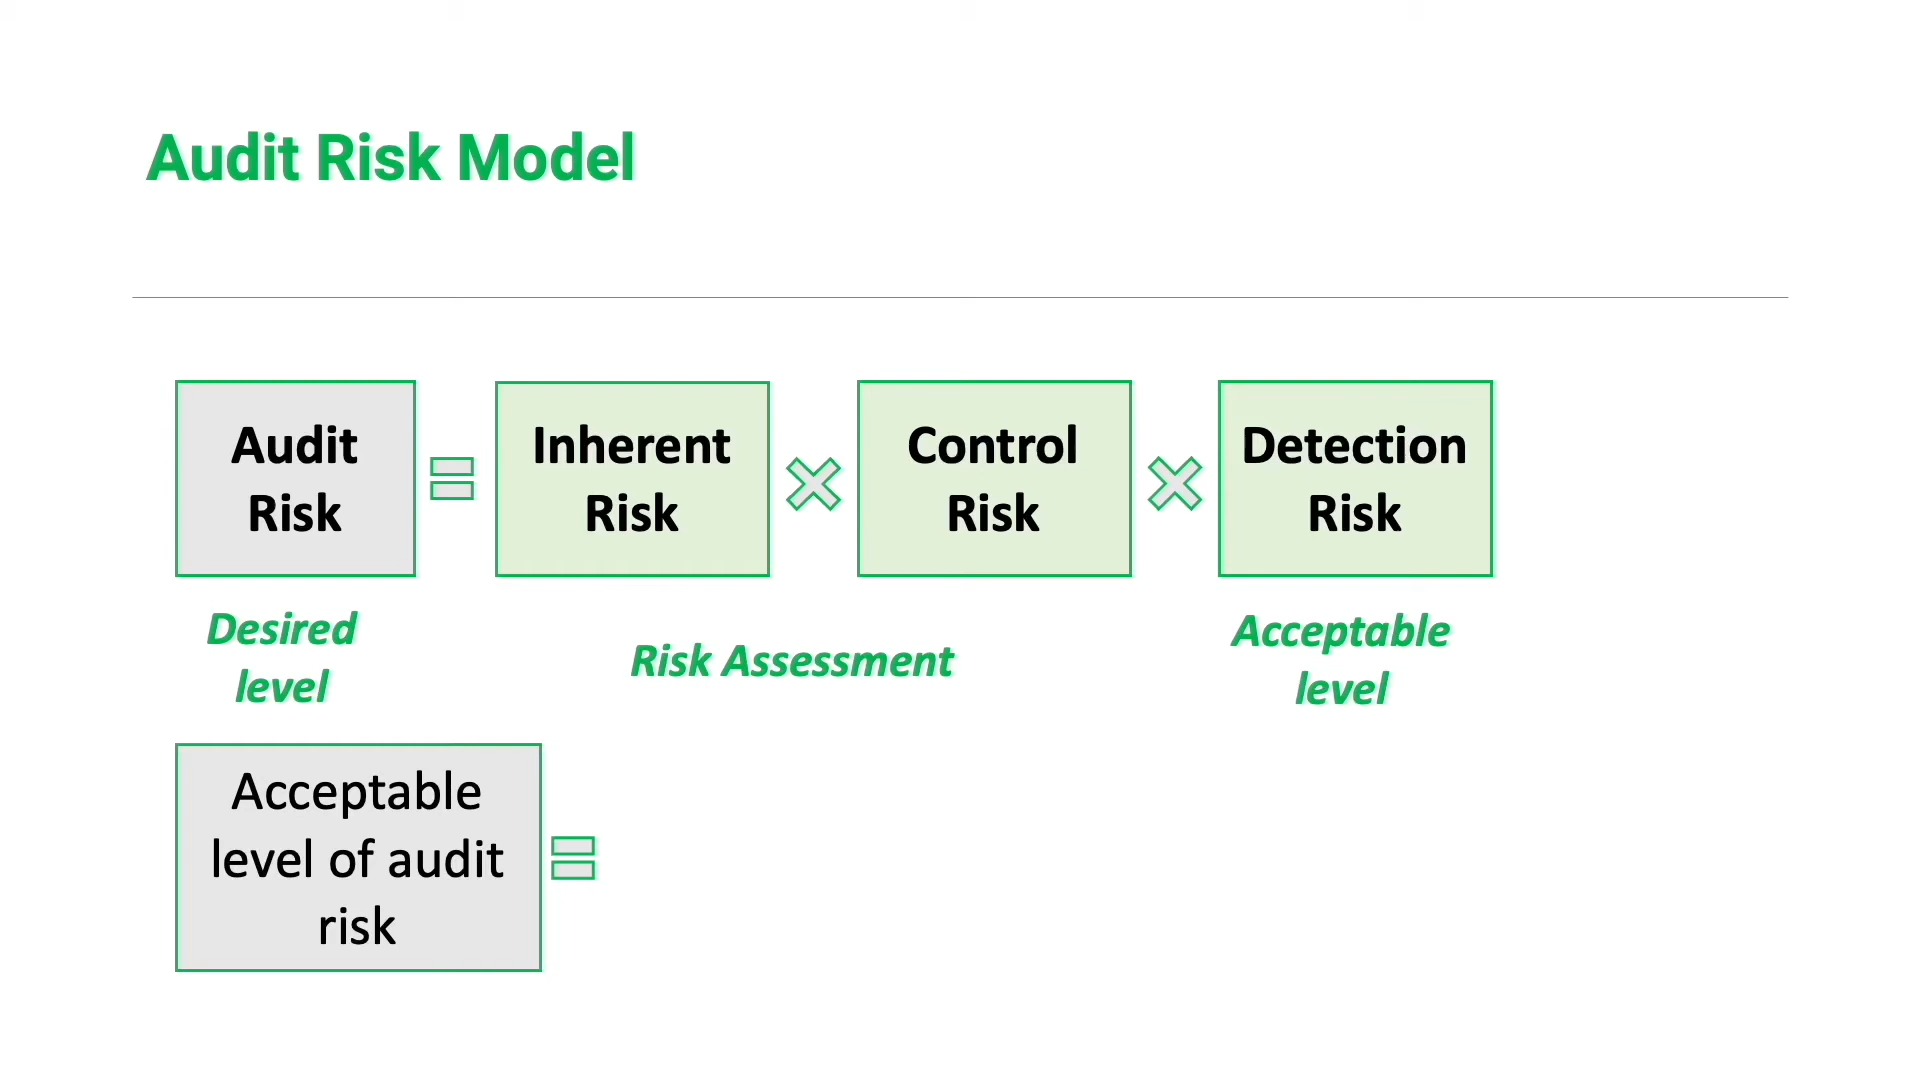 Audit Risk Model
Audit
Risk
=
Inherent
Risk
×
Control
Risk
×
Detection
Risk
Desired
level
Risk Assessment
Acceptable
level
Acceptable
level of audit
risk
=